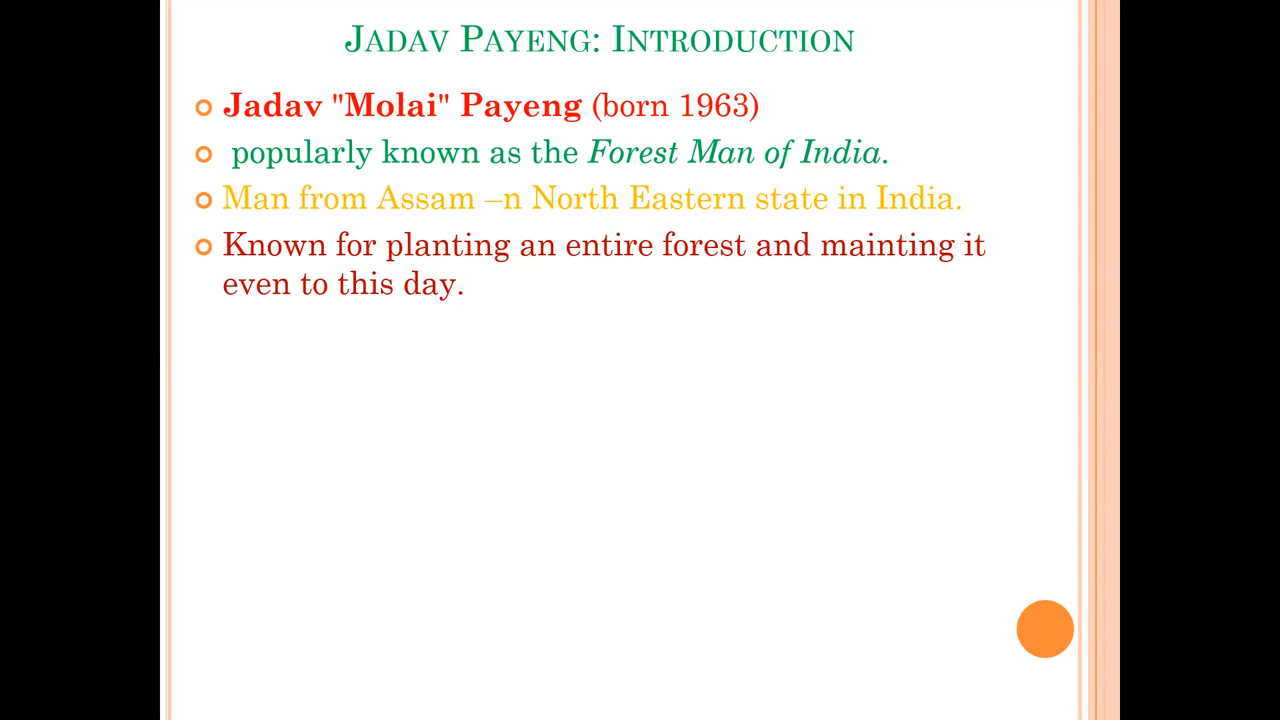 JADAV PAYENG: INTRODUCTION
Jadav "Molai" Payeng (born 1963)
popularly known as the Forest Man of India.
Man from Assam –n North Eastern state in India.
Known for planting an entire forest and mainting it
even to this day.